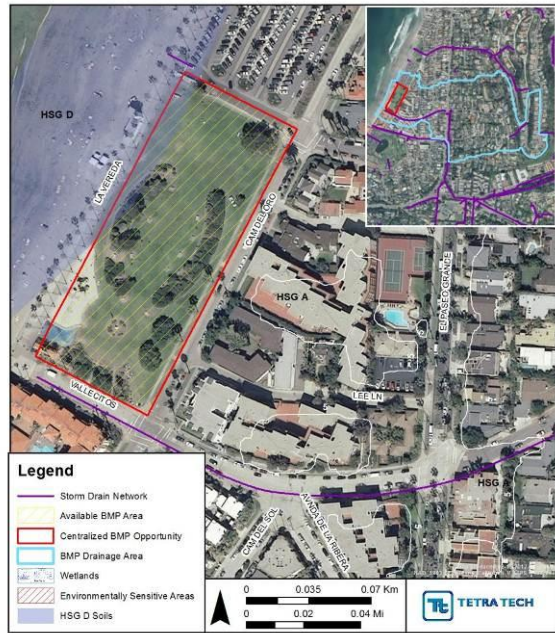 HSG D
LA VEREDA
CAM DEL ORO
HSG A
EL PASEO GRANDE
VALLECITOS
LEE LN
HSG A
CAM DEL SOL
AVNDA DE LA RIBERA
Legend
Storm Drain Network
Available BMP Area
Centralized BMP Opportunity
BMP Drainage Area
Wetlands
Environmentally Sensitive Areas
HSG D Soils
0 0.035 0.07 Km
0 0.02 0.04 Mi
Tt TETRA TECH